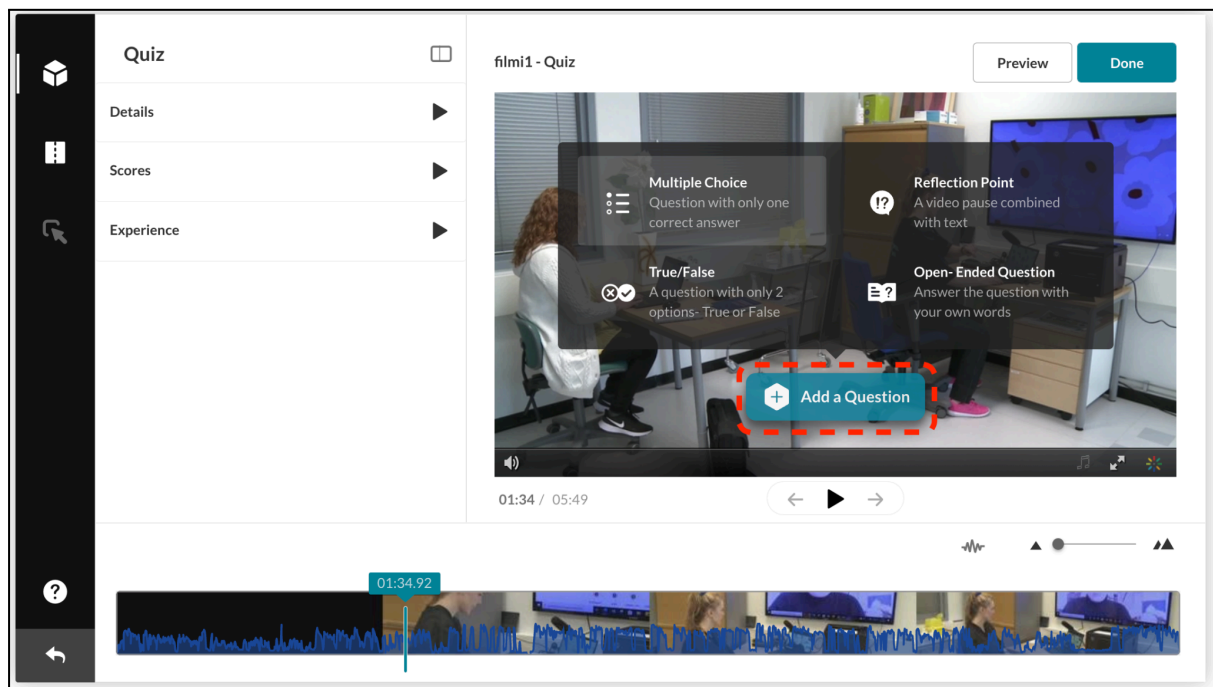 Quiz
filmi1 - Quiz
Preview
Done
Details
Scores
Experience
Multiple Choice
Question with only one
correct answer
Reflection Point
A video pause combined
with text
True/False
A question with only 2
options- True or False
Open- Ended Question
Answer the question with
your own words
Add a Question
01:34 / 05:49
01:34.92